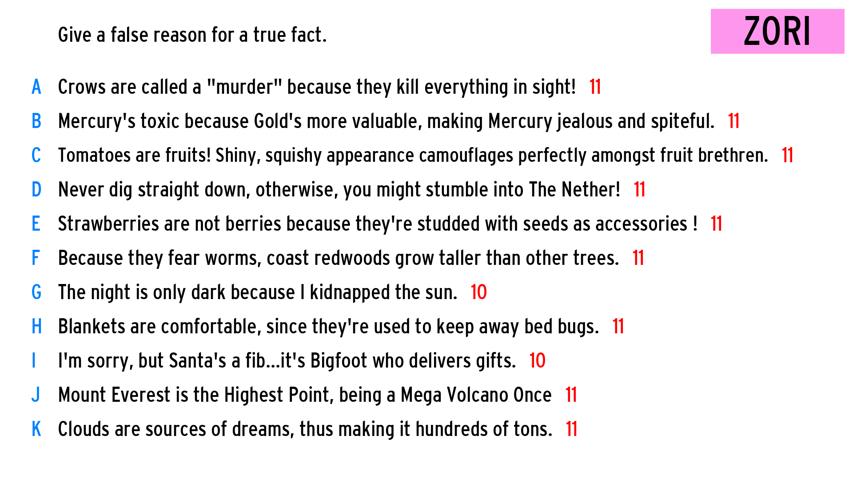 Give a false reason for a true fact.
ZORI
A Crows are called a "murder" because they kill everything in sight! 11
B Mercury's toxic because Gold's more valuable, making Mercury jealous and spiteful. 11
C Tomatoes are fruits! Shiny, squishy appearance camouflages perfectly amongst fruit brethren. 11
D Never dig straight down, otherwise, you might stumble into The Nether! 11
E Strawberries are not berries because they're studded with seeds as accessories ! 11
F Because they fear worms, coast redwoods grow taller than other trees. 11
G The night is only dark because I kidnapped the sun. 10
H Blankets are comfortable, since they're used to keep away bed bugs. 11
I I'm sorry, but Santa's a fib...it's Bigfoot who delivers gifts. 10
J Mount Everest is the Highest Point, being a Mega Volcano Once 11
K Clouds are sources of dreams, thus making it hundreds of tons. 11